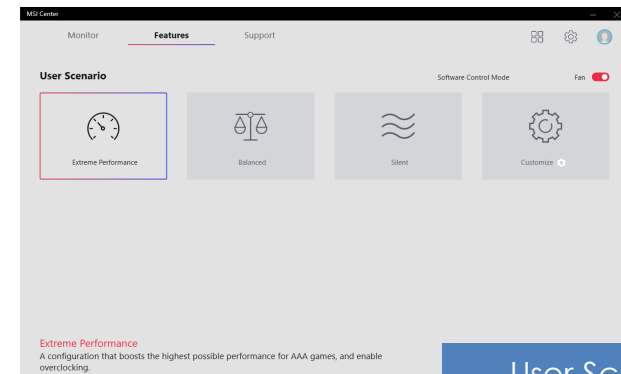 MSI Center
Monitor Features Support
User Scenario Software Control Mode Fan
Extreme Performance Balanced Silent Customize
Extreme Performance
A configuration that boosts the highest possible performance for AAA games, and enable
overclocking.
User